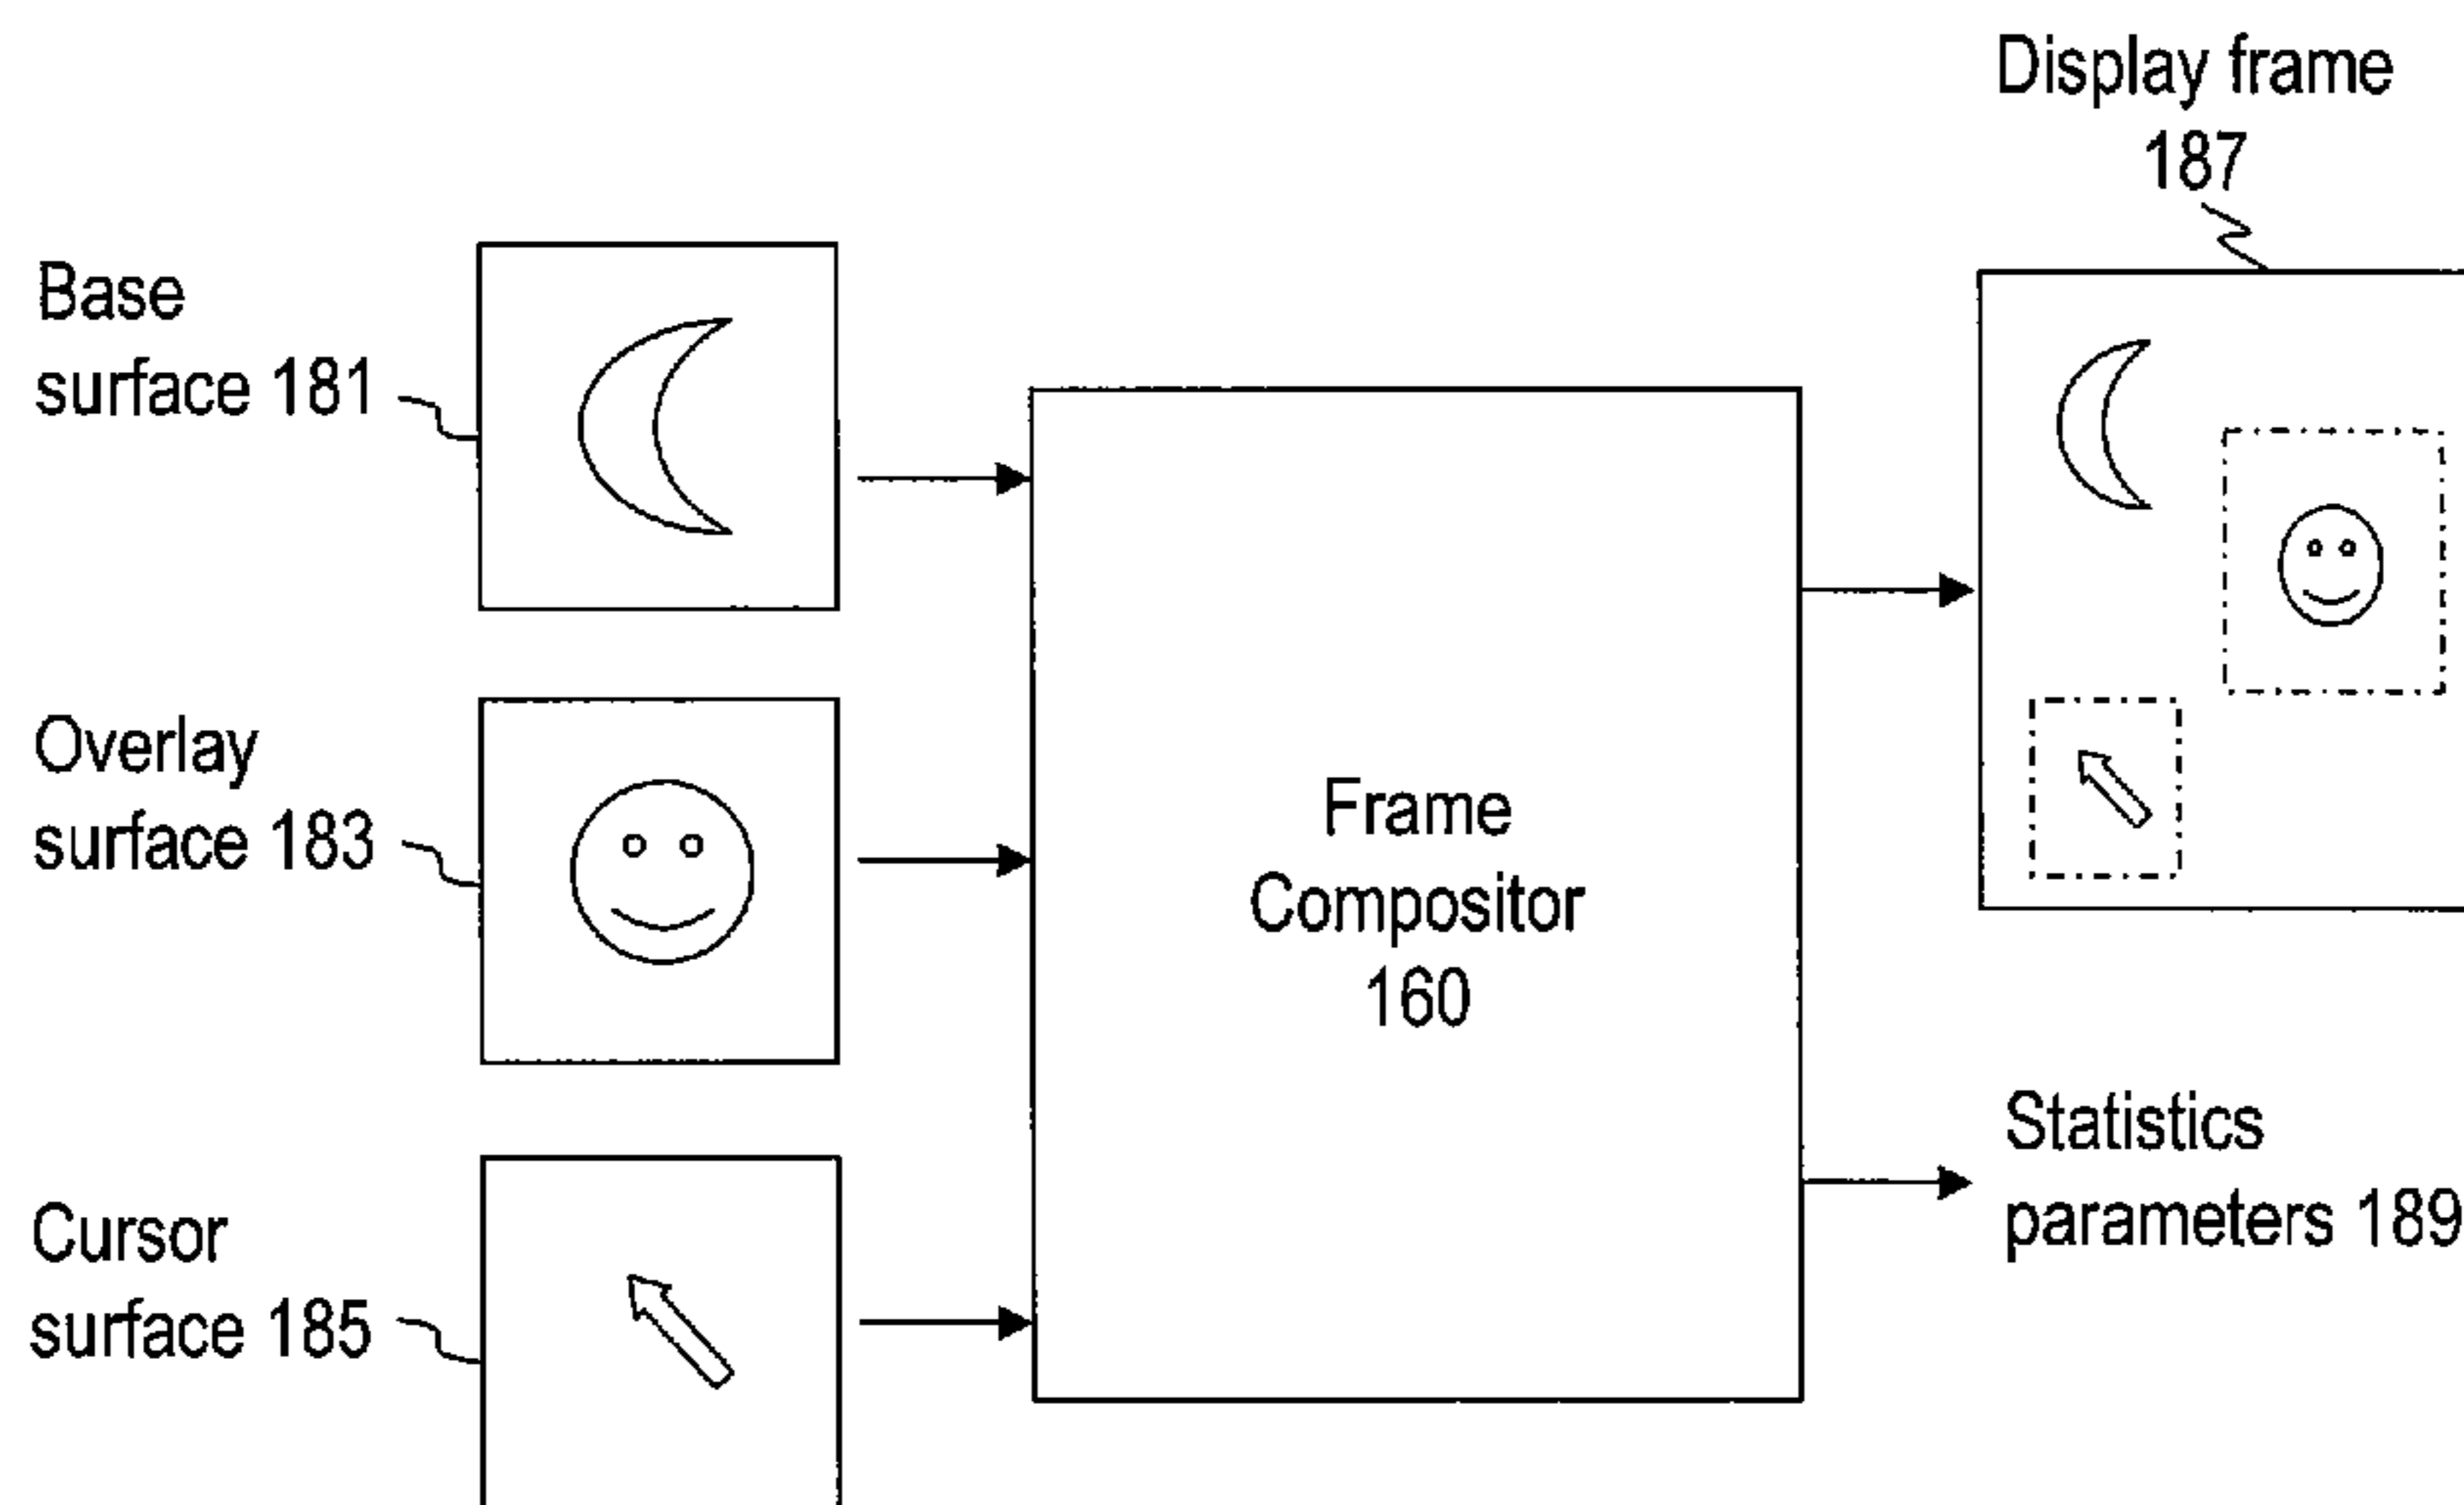 Display frame
187
Base
surface 181
Overlay
surface 183
Frame
Compositor
160
Statistics
parameters 189
Cursor
surface 185